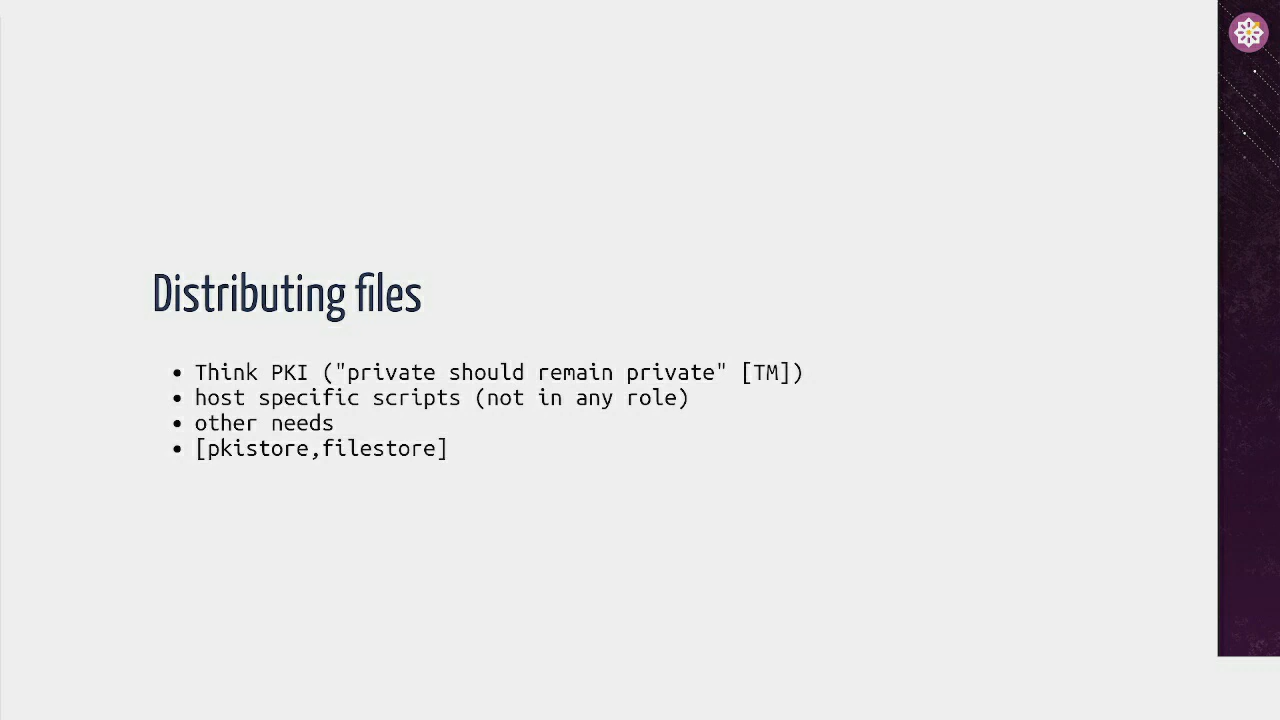 Distributing files
• Think PKI ("private should remain private" [TM])
• host specific scripts (not in any role)
• other needs
• [pkistore,filestore]